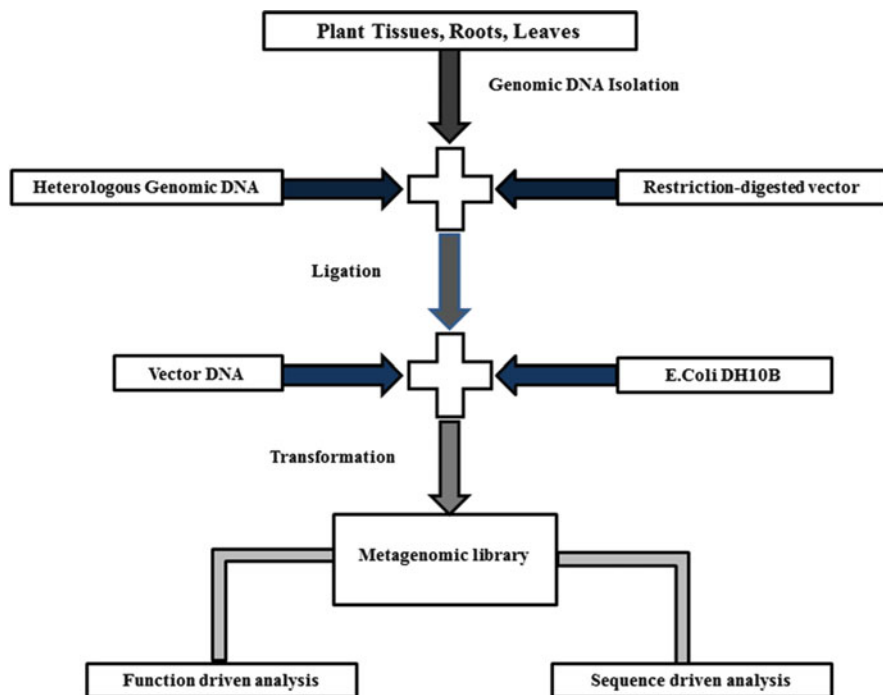 Plant Tissues, Roots, Leaves
Genomic DNA Isolation
Heterologous Genomic DNA
Restriction-digested vector
Ligation
Vector DNA
E.Coli DH10B
Transformation
Metagenomic library
Function driven analysis
Sequence driven analysis